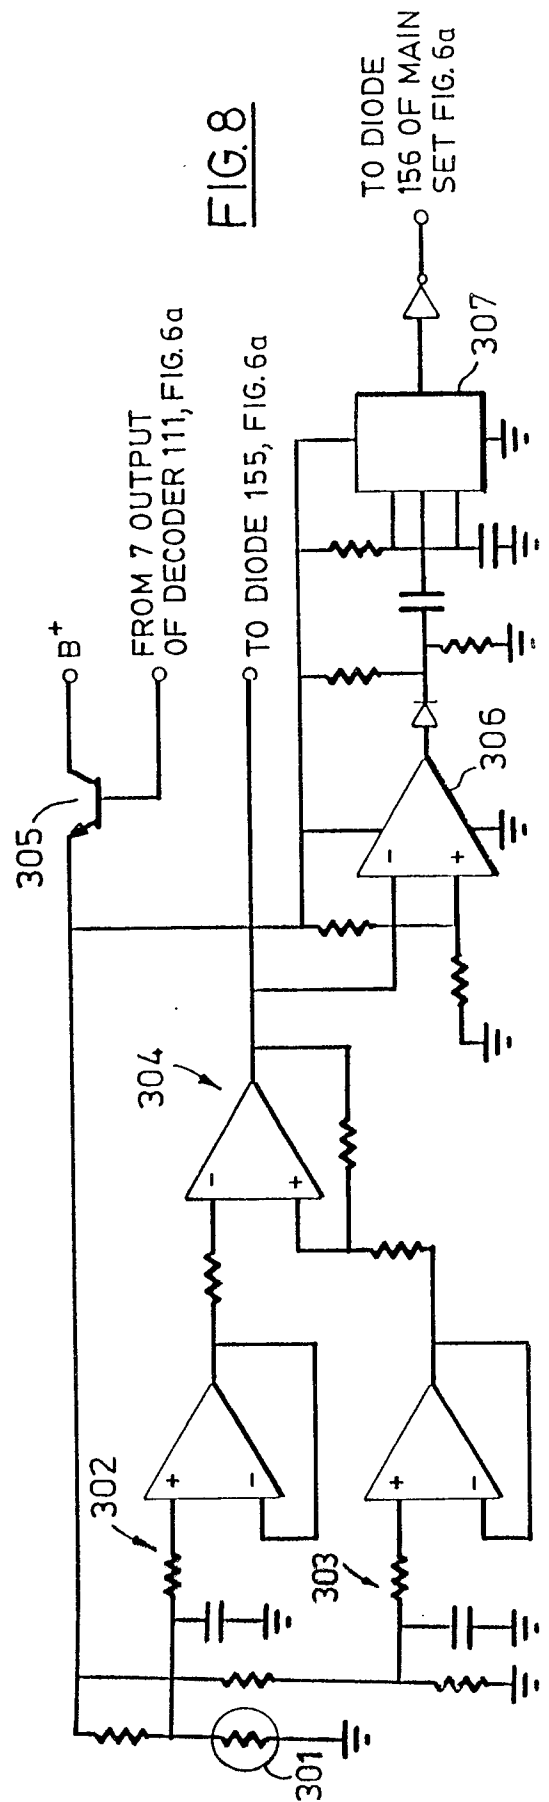 FIG. 8
B+
FROM 7 OUTPUT
OF DECODER 111, FIG. 6a
TO DIODE 155, FIG. 6a
TO DIODE
156 OF MAIN
SET FIG. 6a
305
304
302
303
301
306
307
+
-
+
-
-
+
-
+